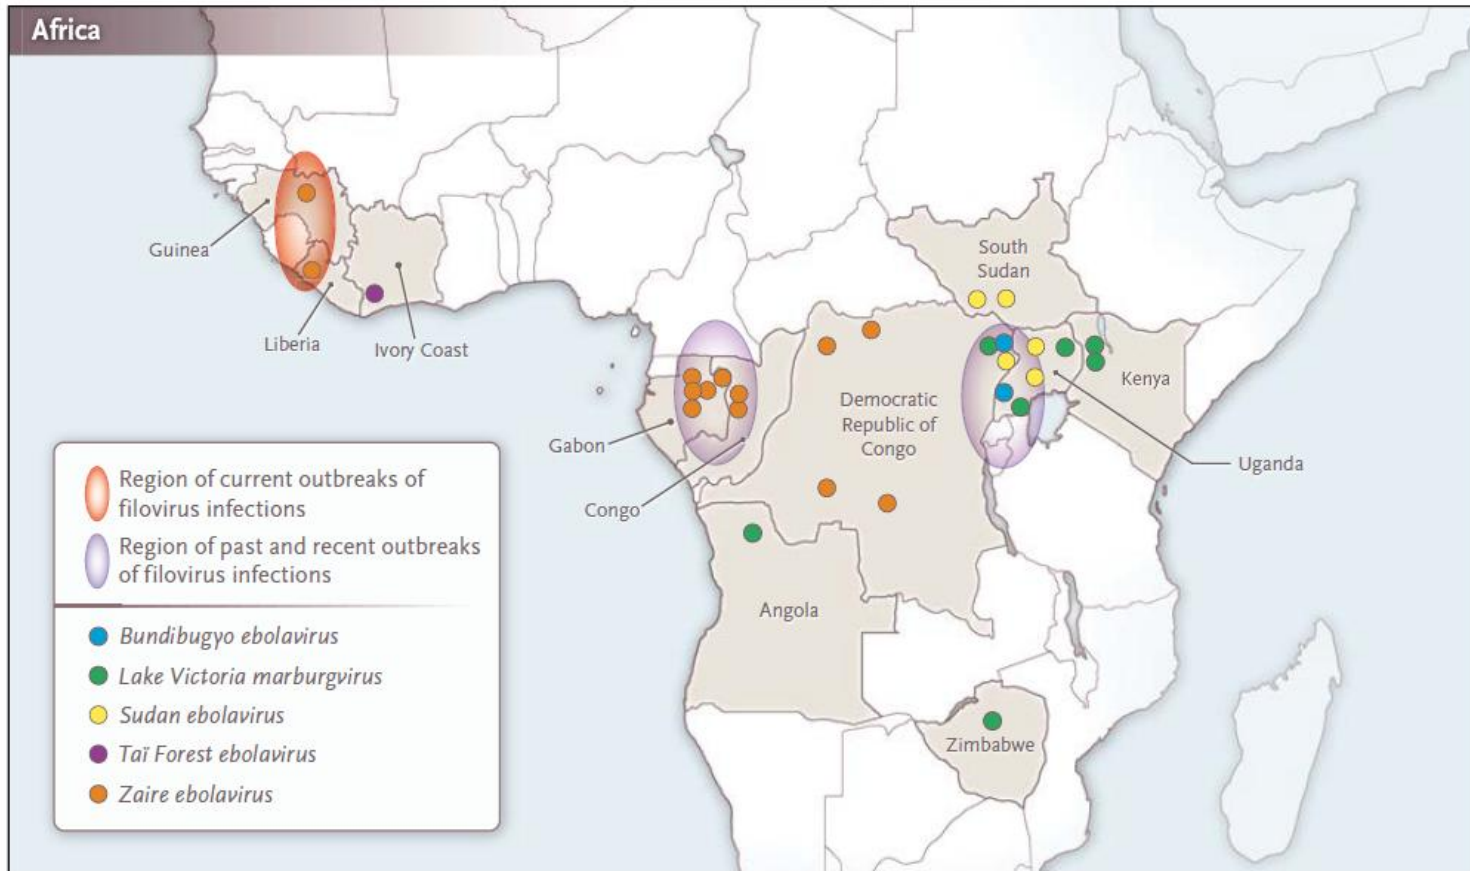 Africa
Guinea
Liberia
Ivory Coast
South
Sudan
Democratic
Republic of
Congo
Kenya
Gabon
Uganda
Congo
Angola
Zimbabwe
Region of current outbreaks of
filovirus infections
Region of past and recent outbreaks
of filovirus infections
Bundibugyo ebolavirus
Lake Victoria marburgvirus
Sudan ebolavirus
Taï Forest ebolavirus
Zaire ebolavirus